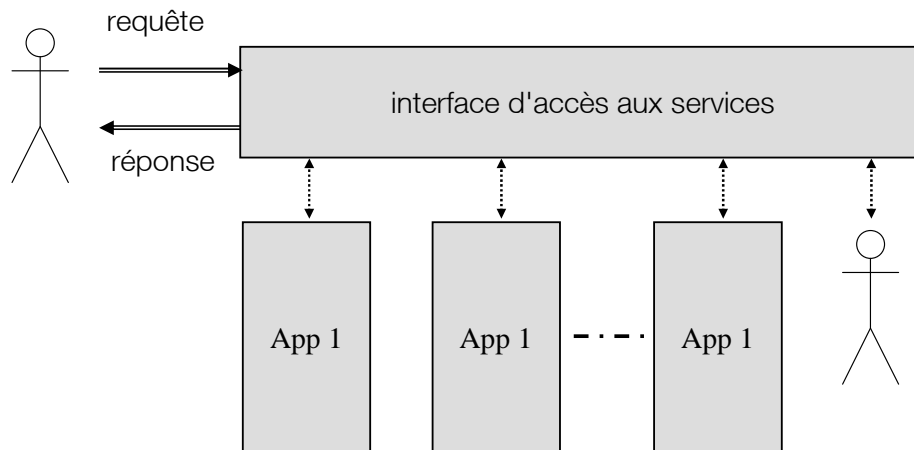 requête
interface d'accès aux services
réponse
App 1
App 1
App 1